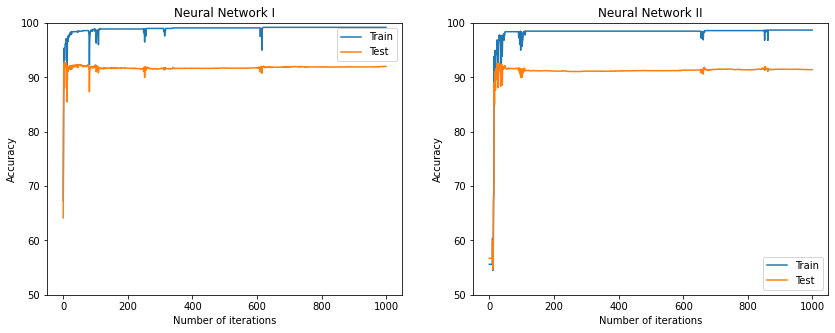 Neural Network I
Accuracy
100
90
80
70
60
50
Train
Test
0
200
400
600
800
1000
Number of iterations
Neural Network II
Accuracy
100
90
80
70
60
50
Train
Test
0
200
400
600
800
1000
Number of iterations